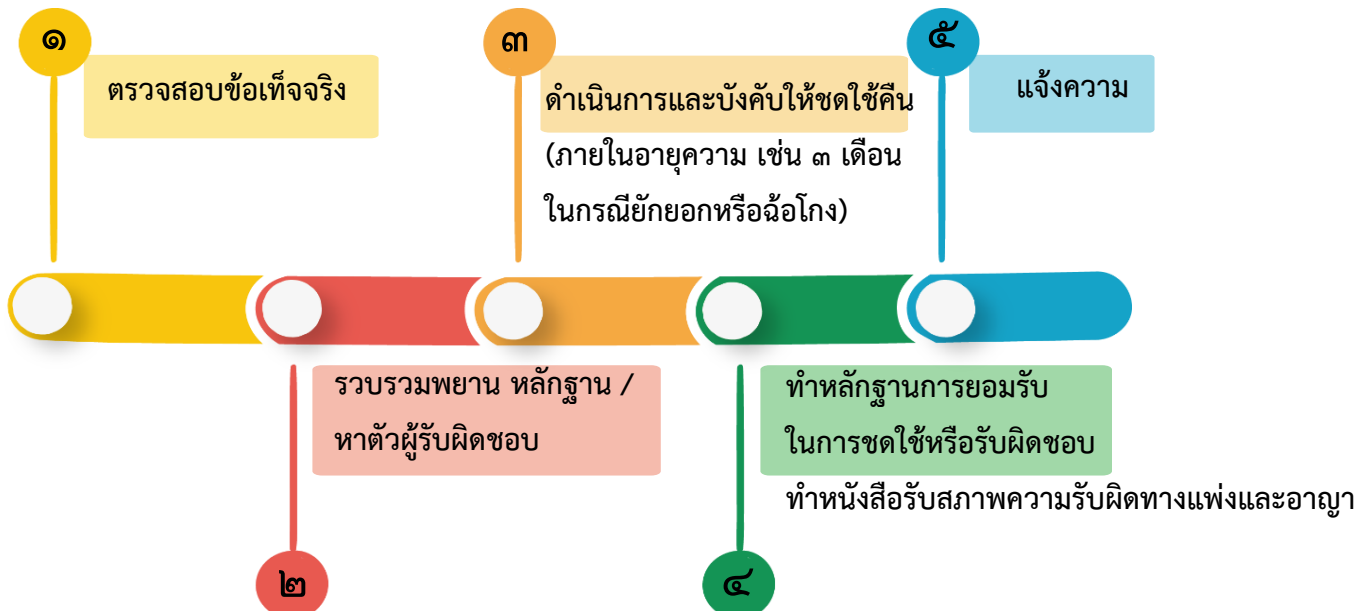 ๑
ตรวจสอบข้อเท็จจริง
๒
รวบรวมพยาน หลักฐาน /
หาตัวผู้รับผิดชอบ
๓
ดำเนินการและบังคับให้ชดใช้คืน
(ภายในอายุความ เช่น ๓ เดือน
ในกรณียักยอกหรือฉ้อโกง)
๔
ทำหลักฐานการยอมรับ
ในการชดใช้หรือรับผิดชอบ
ทำหนังสือรับสภาพความรับผิดทางแพ่งและอาญา
๕
แจ้งความ